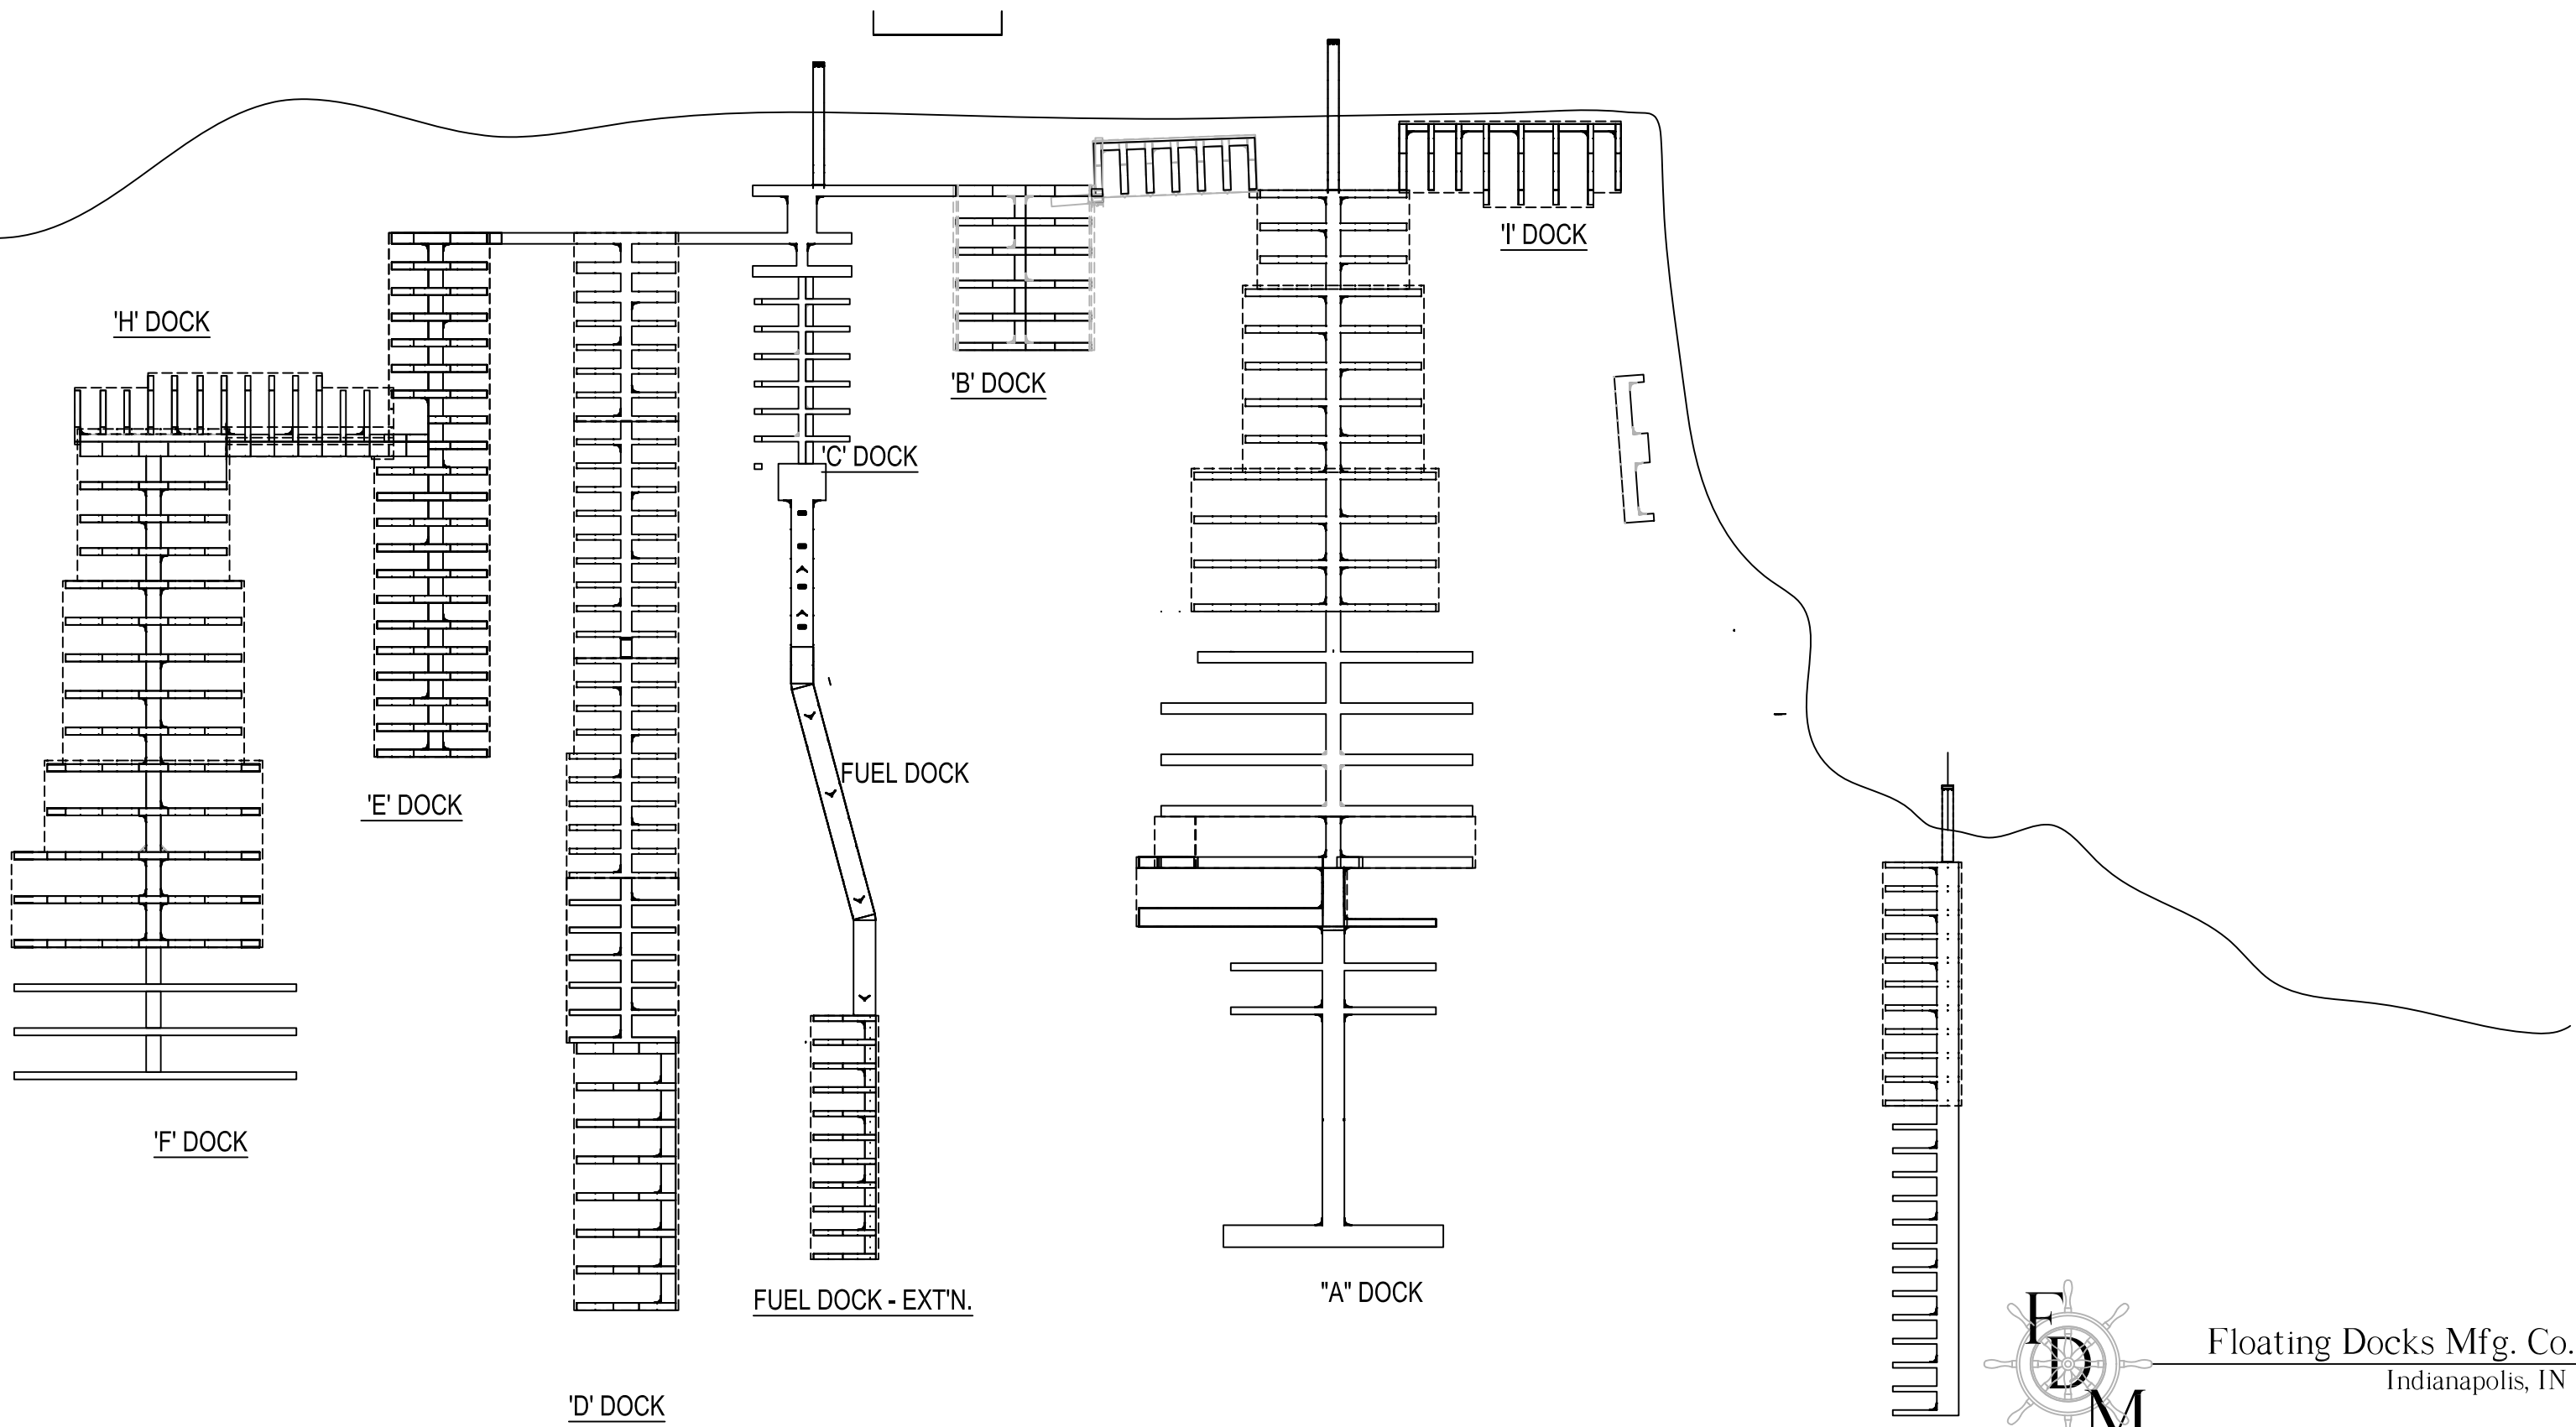 'I' DOCK
'H' DOCK
'B' DOCK
'C' DOCK
FUEL DOCK
'E' DOCK
'F' DOCK
"A" DOCK
FUEL DOCK - EXT'N.
'D' DOCK
FDM
Floating Docks Mfg. Co.
Indianapolis, IN